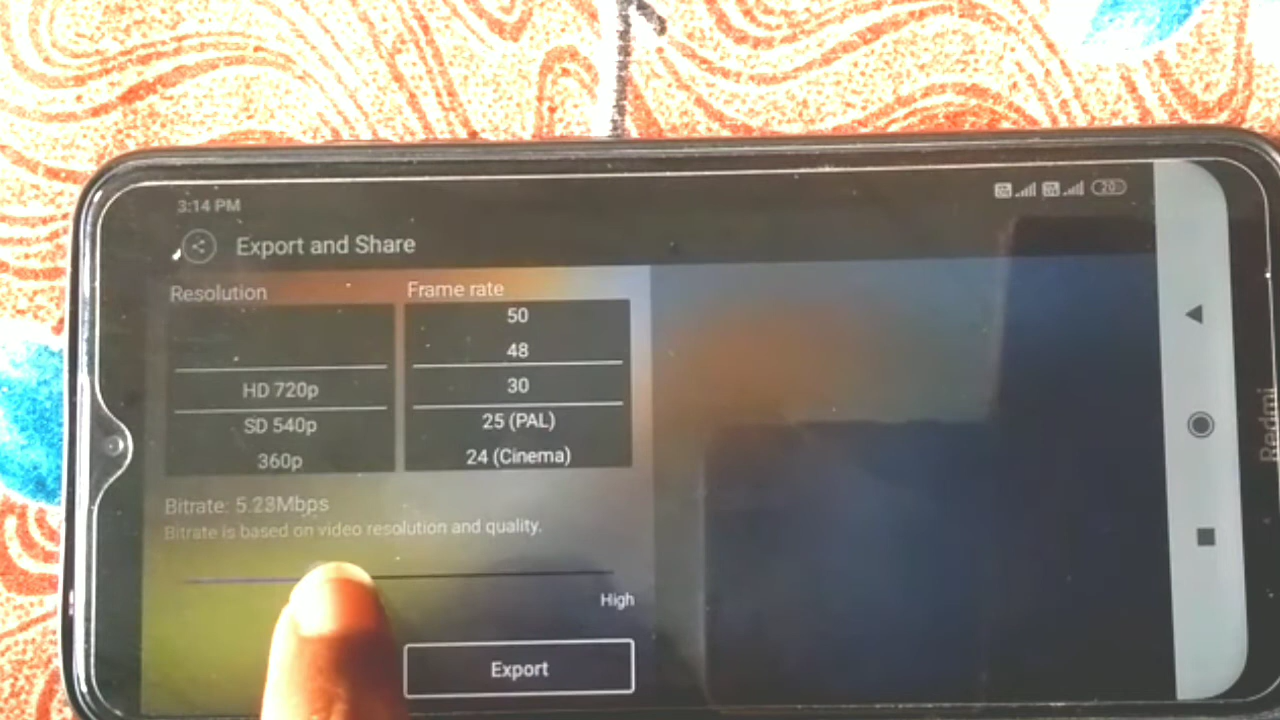 3:14 PM
20
Export and Share
Resolution
Frame rate
50
48
HD 720p
30
SD 540p
25 (PAL)
360p
24 (Cinema)
Bitrate: 5.23Mbps
Bitrate is based on video resolution and quality.
High
Export
Redmi